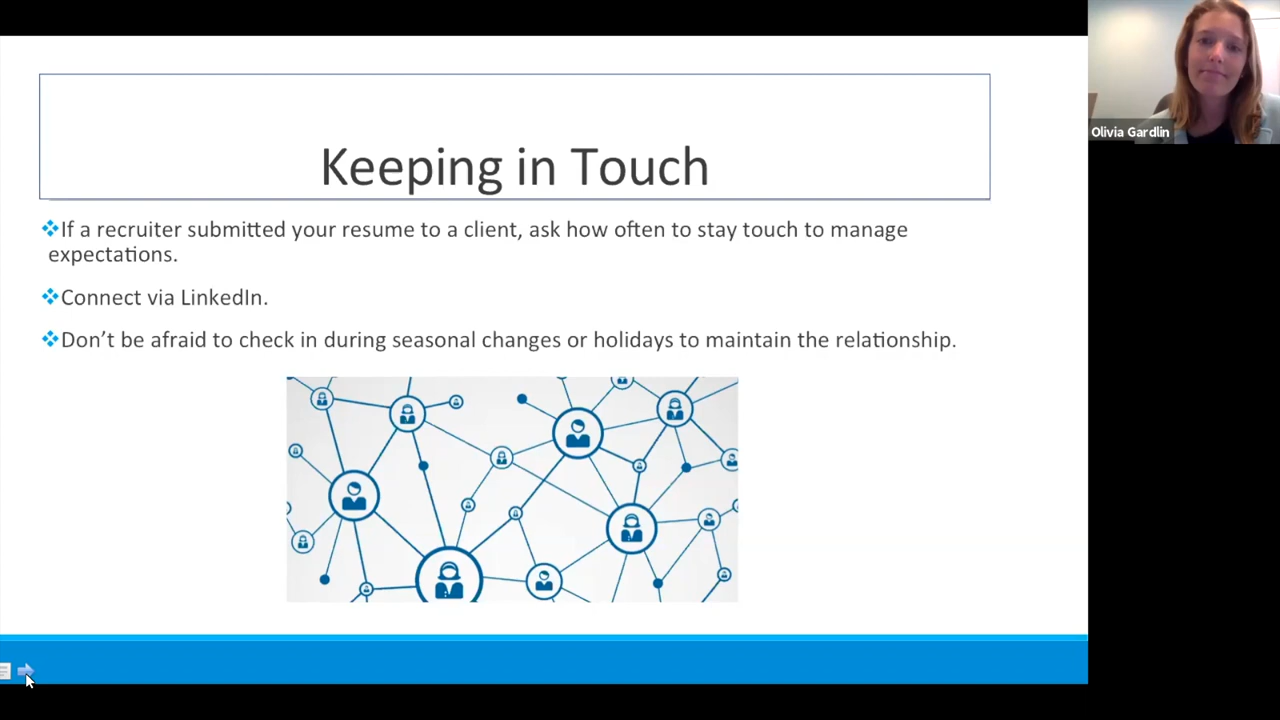 Keeping in Touch
❖If a recruiter submitted your resume to a client, ask how often to stay touch to manage
expectations.
❖Connect via LinkedIn.
❖Don’t be afraid to check in during seasonal changes or holidays to maintain the relationship.
Olivia Gardlin